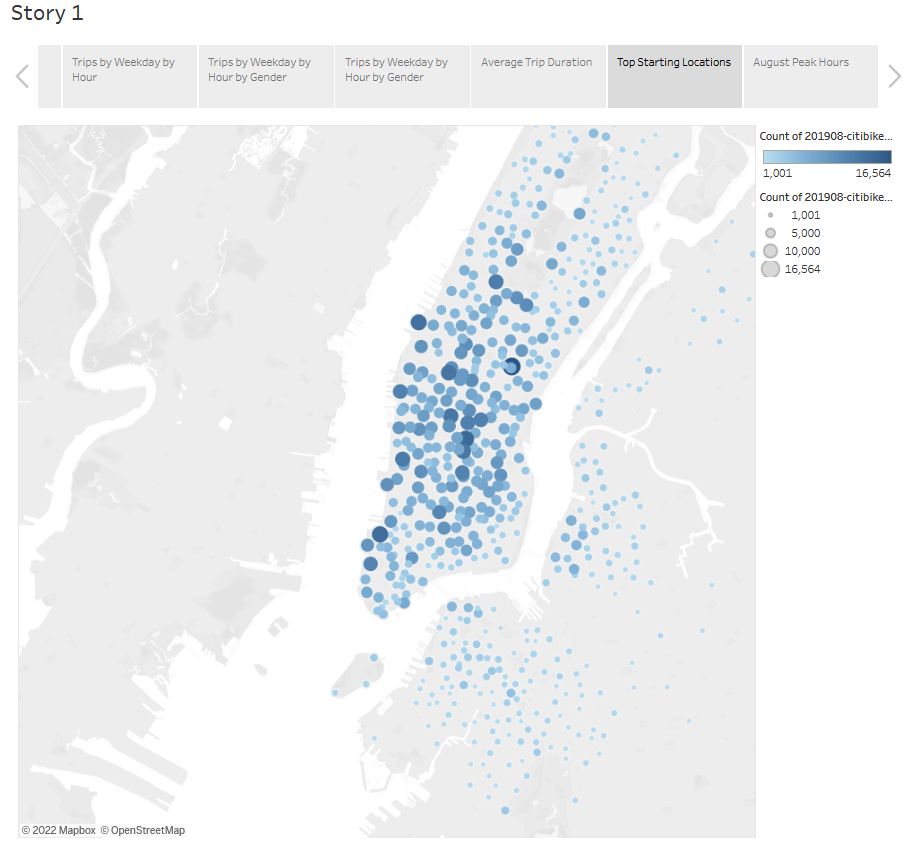 Story 1
Trips by Weekday by
Hour
Trips by Weekday by
Hour by Gender
Trips by Weekday by
Hour by Gender
Average Trip Duration
Top Starting Locations
August Peak Hours
Count of 201908-citibike...
1,001 16,564
Count of 201908-citibike...
1,001
5,000
10,000
16,564
© 2022 Mapbox © OpenStreetMap